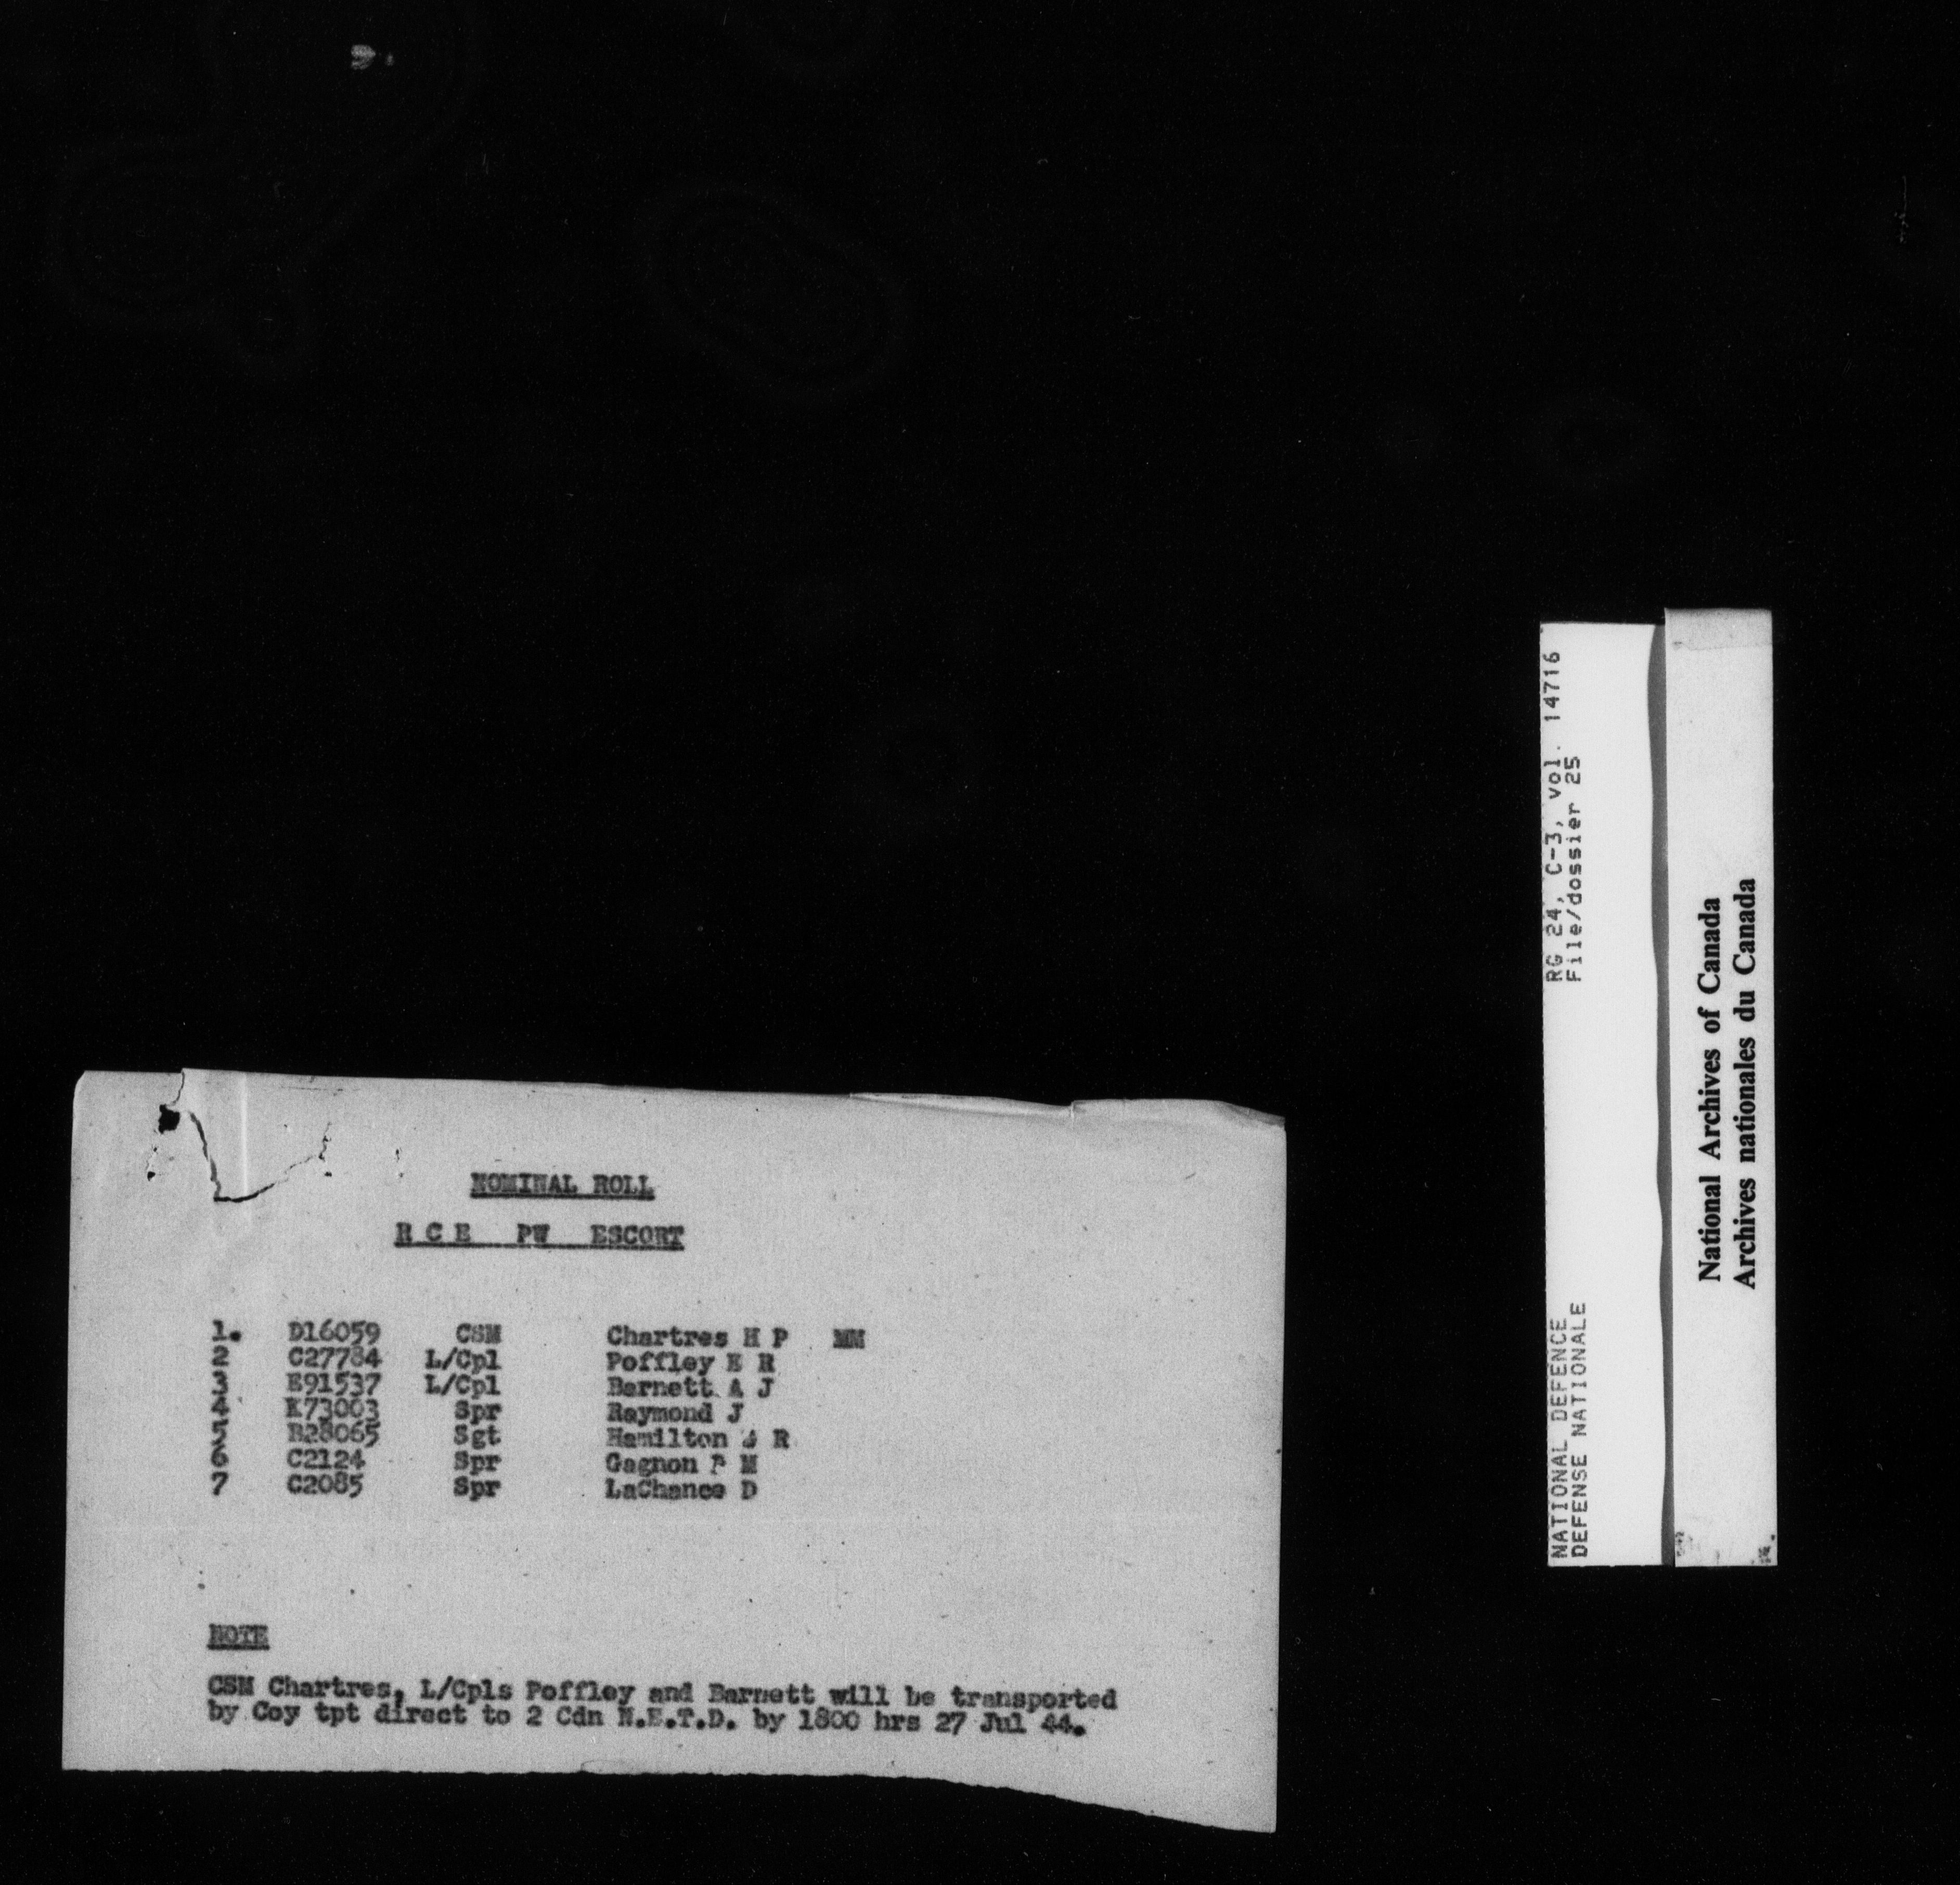 NOMINAL ROLL
R C E PW ESCORT
1. D16059 CSM Chartres H P MM
2 C27784 L/Cpl Poffley E R
3 E91537 L/Cpl Barnett A J
4 K73003 Spr Raymond J
5 B28065 Sgt Hamilton R
6 C2124 Spr Gagnon P M
7 C2085 Spr LaChance D
NOTE
CSM Chartres, L/Cpls Poffley and Barnett will be transported
by Coy tpt direct to 2 Cdn N.E.T.D. by 1800 hrs 27 Jul 44.
NATIONAL DEFENCE RG 24, C-3, vol. 14716
DEFENSE NATIONALE File/dossier 25
National Archives of Canada
Archives nationales du Canada